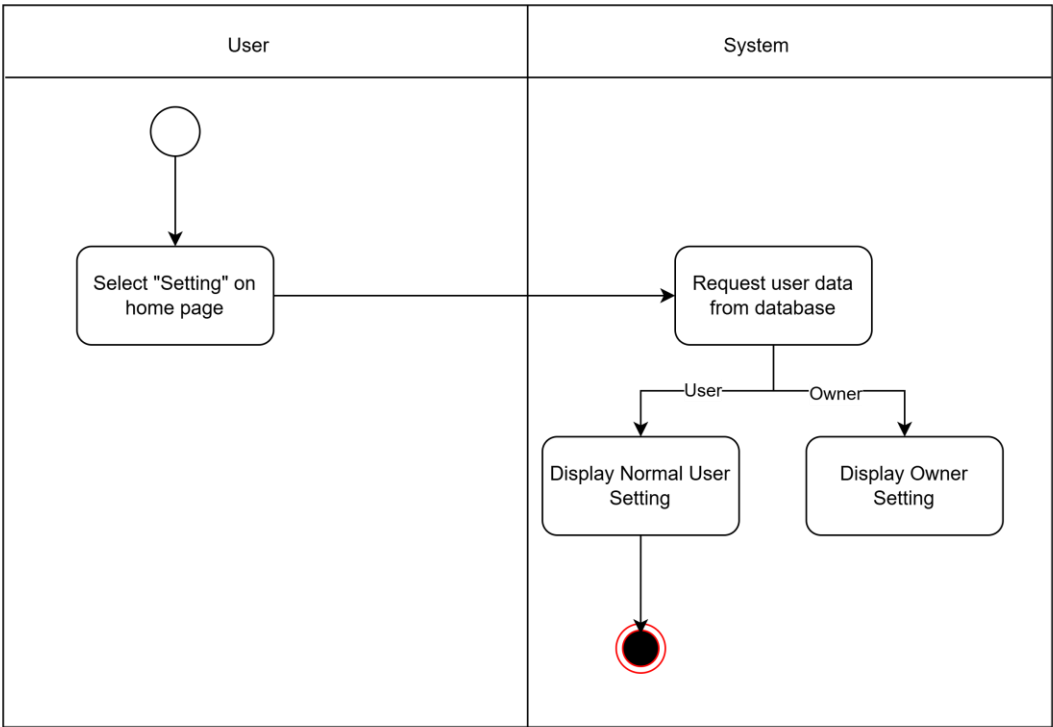 User
System
Select "Setting" on
home page
Request user data
from database
User
Owner
Display Normal User
Setting
Display Owner
Setting